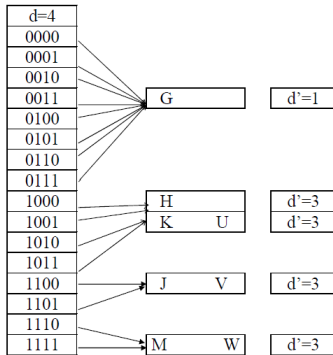 d=4
0000
0001
0010
0011 G d'=1
0100
0101
0110
0111
1000 H d'=3
1001 K U d'=3
1010
1011
1100 J V d'=3
1101
1110
1111 M W d'=3